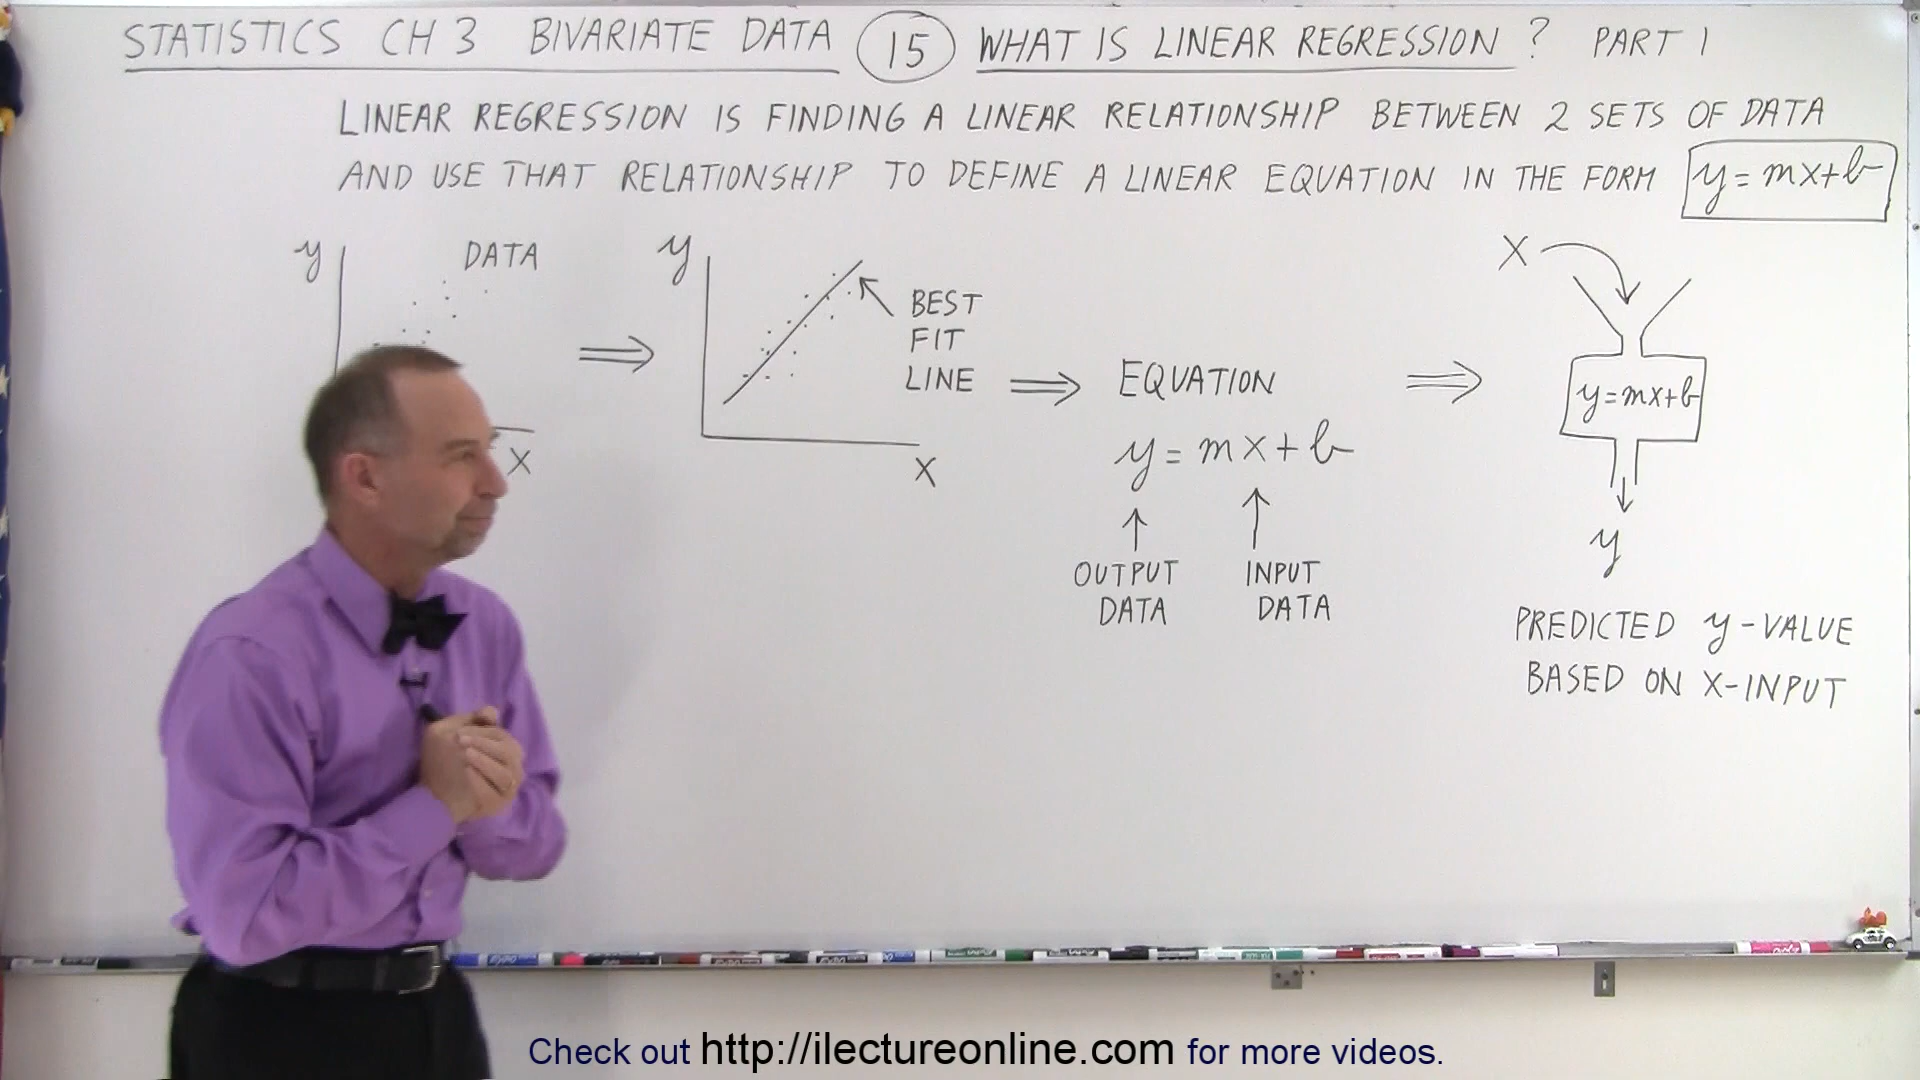 STATISTICS CH 3 BIVARIATE DATA 15 WHAT IS LINEAR REGRESSION? PART 1
LINEAR REGRESSION IS FINDING A LINEAR RELATIONSHIP BETWEEN 2 SETS OF DATA
AND USE THAT RELATIONSHIP TO DEFINE A LINEAR EQUATION IN THE FORM y = mx+b
y
DATA
X
y
BEST
FIT
LINE
X
EQUATION
y = mx + b
OUTPUT
DATA
INPUT
DATA
X
y=mx+b
y
PREDICTED y-VALUE
BASED ON X-INPUT
Check out http://ilectureonline.com for more videos.